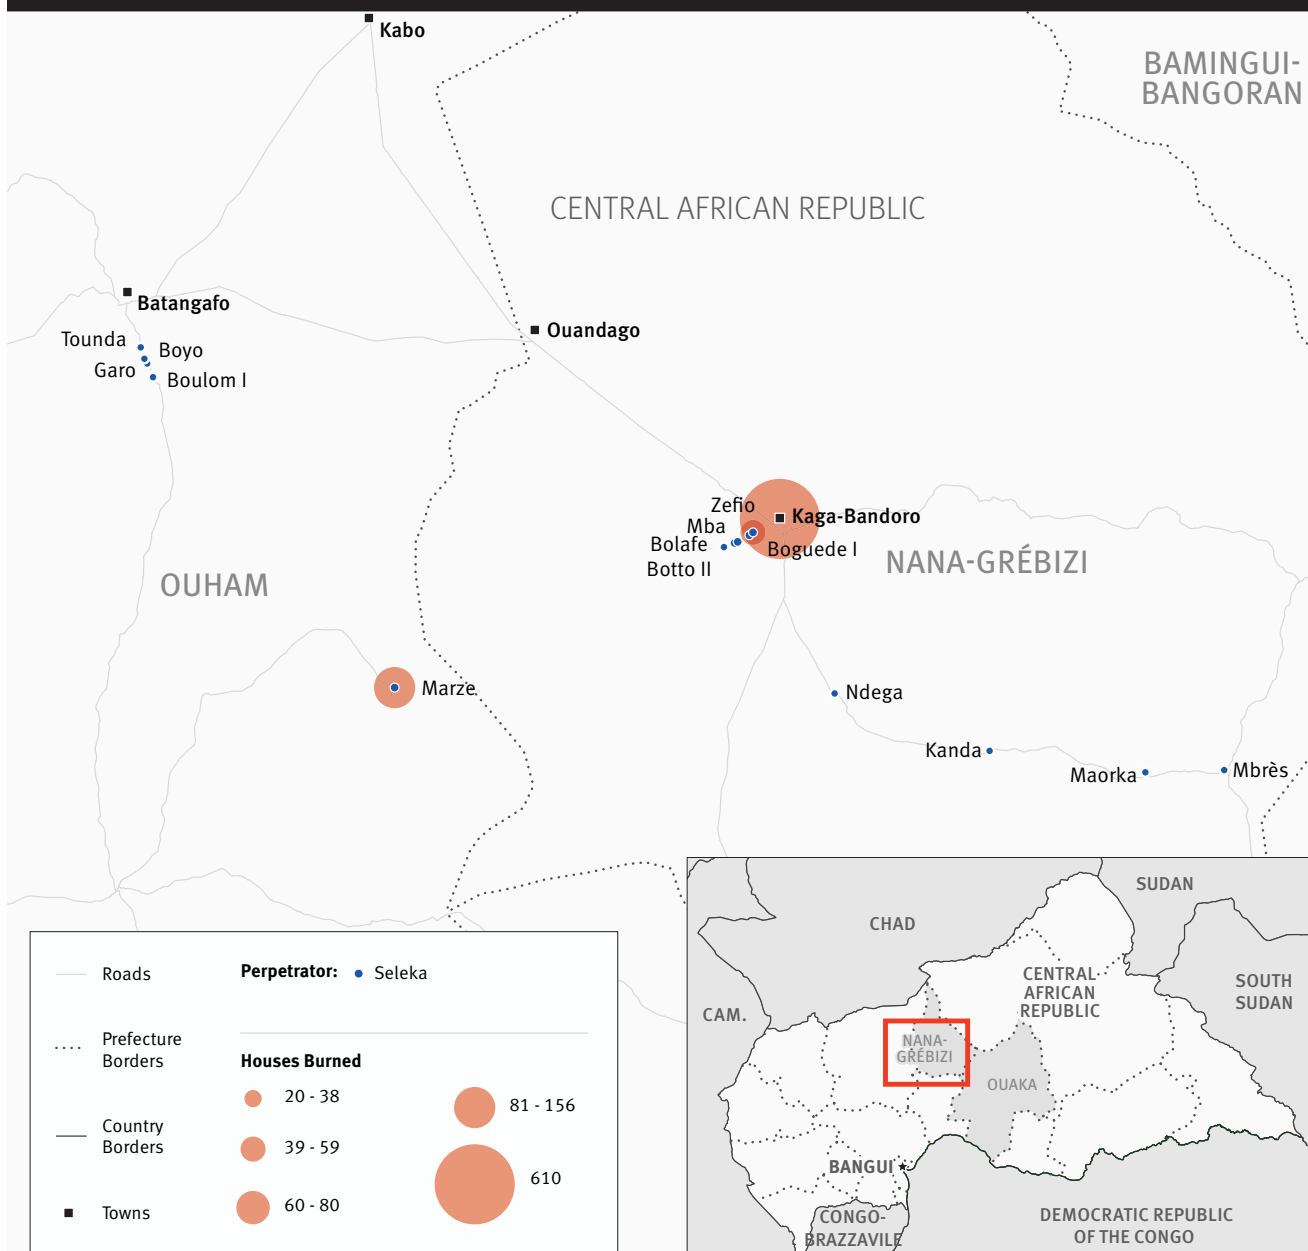 Kabo
BAMINGUI-
BANGORAN
CENTRAL AFRICAN REPUBLIC
Batangafo
Ouandago
Tounda
Boyo
Garo
Boulom I
Zefio
Kaga-Bandoro
Mba
Bolafe
Boguede I
Botto II
NANA-GRÉBIZI
OUHAM
Marze
Ndega
Kanda
Maorka
Mbrès
Roads
Prefecture
Borders
Country
Borders
Towns
Perpetrator:
Seleka
Houses Burned
20 - 38
39 - 59
60 - 80
81 - 156
610
SUDAN
CHAD
CENTRAL
AFRICAN
REPUBLIC
SOUTH
SUDAN
CAM.
NANA-
GRÉBIZI
OUAKA
BANGUI
CONGO-
BRAZZAVILE
DEMOCRATIC REPUBLIC
OF THE CONGO